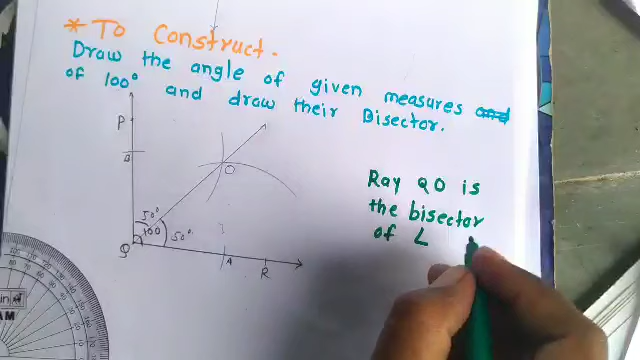 * To Construct.
Draw the angle of given measures
of 100° and draw their Bisector.
P
B
O
50°
100
50°
Q
A
R
Ray QO is
the bisector
of ∠
AM